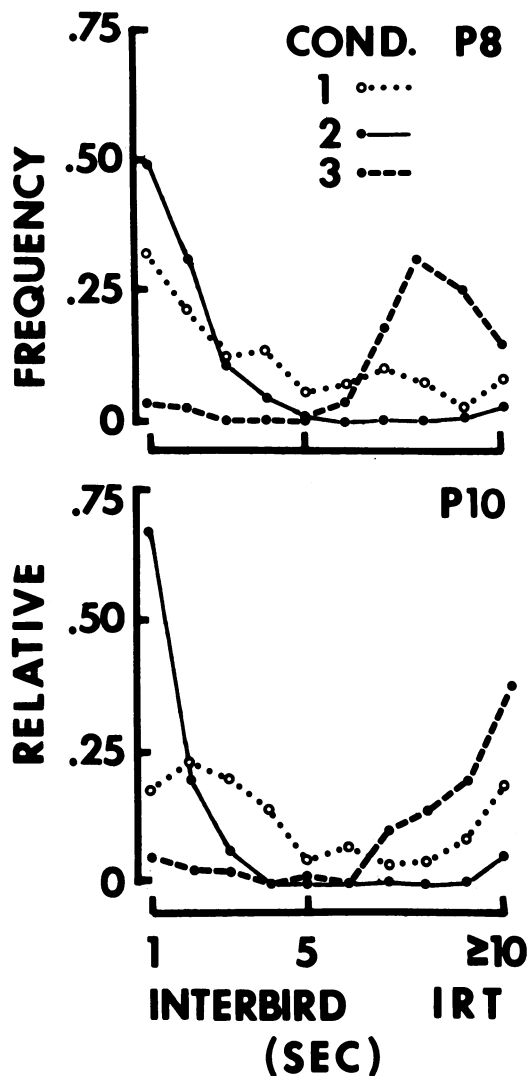 .75
COND. P8
1
2
3
.50
.25
0
FREQUENCY
.75
P10
.50
.25
0
RELATIVE
1 5 ≥10
INTERBIRD IRT
(SEC)